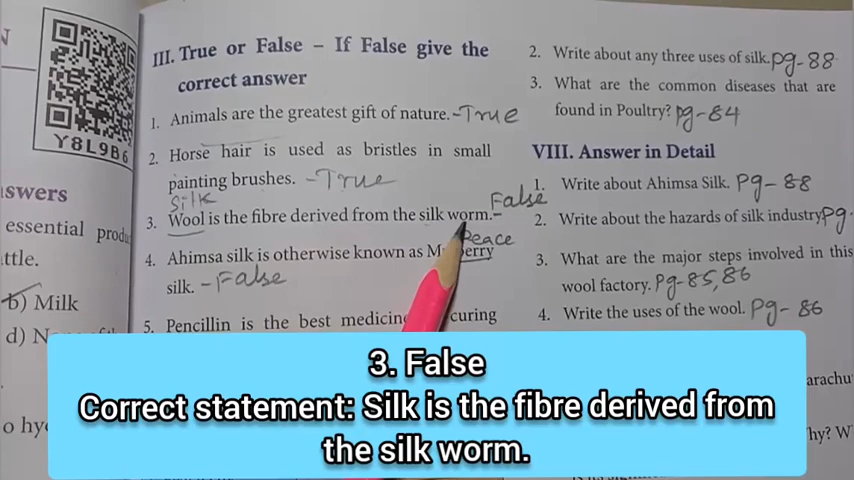 N
Y8L9B6
swers
essential produ
ttle.
b) Milk
d) N
o hy
III. True or False – If False give the
correct answer
1. Animals are the greatest gift of nature. -True
2. Horse hair is used as bristles in small
painting brushes. -True
Silk
3. Wool is the fibre derived from the silk worm.- False
Peace
4. Ahimsa silk is otherwise known as M berry
silk. -False
5. Pencillin is the best medicine curing
2. Write about any three uses of silk. pg-88
3. What are the common diseases that are
found in Poultry? pg-84
VIII. Answer in Detail
1. Write about Ahimsa Silk. pg-88
2. Write about the hazards of silk industry pg-
3. What are the major steps involved in this
wool factory. pg-85,86
4. Write the uses of the wool. pg-86
arachu
hy? W
3. False
Correct statement: Silk is the fibre derived from
the silk worm.